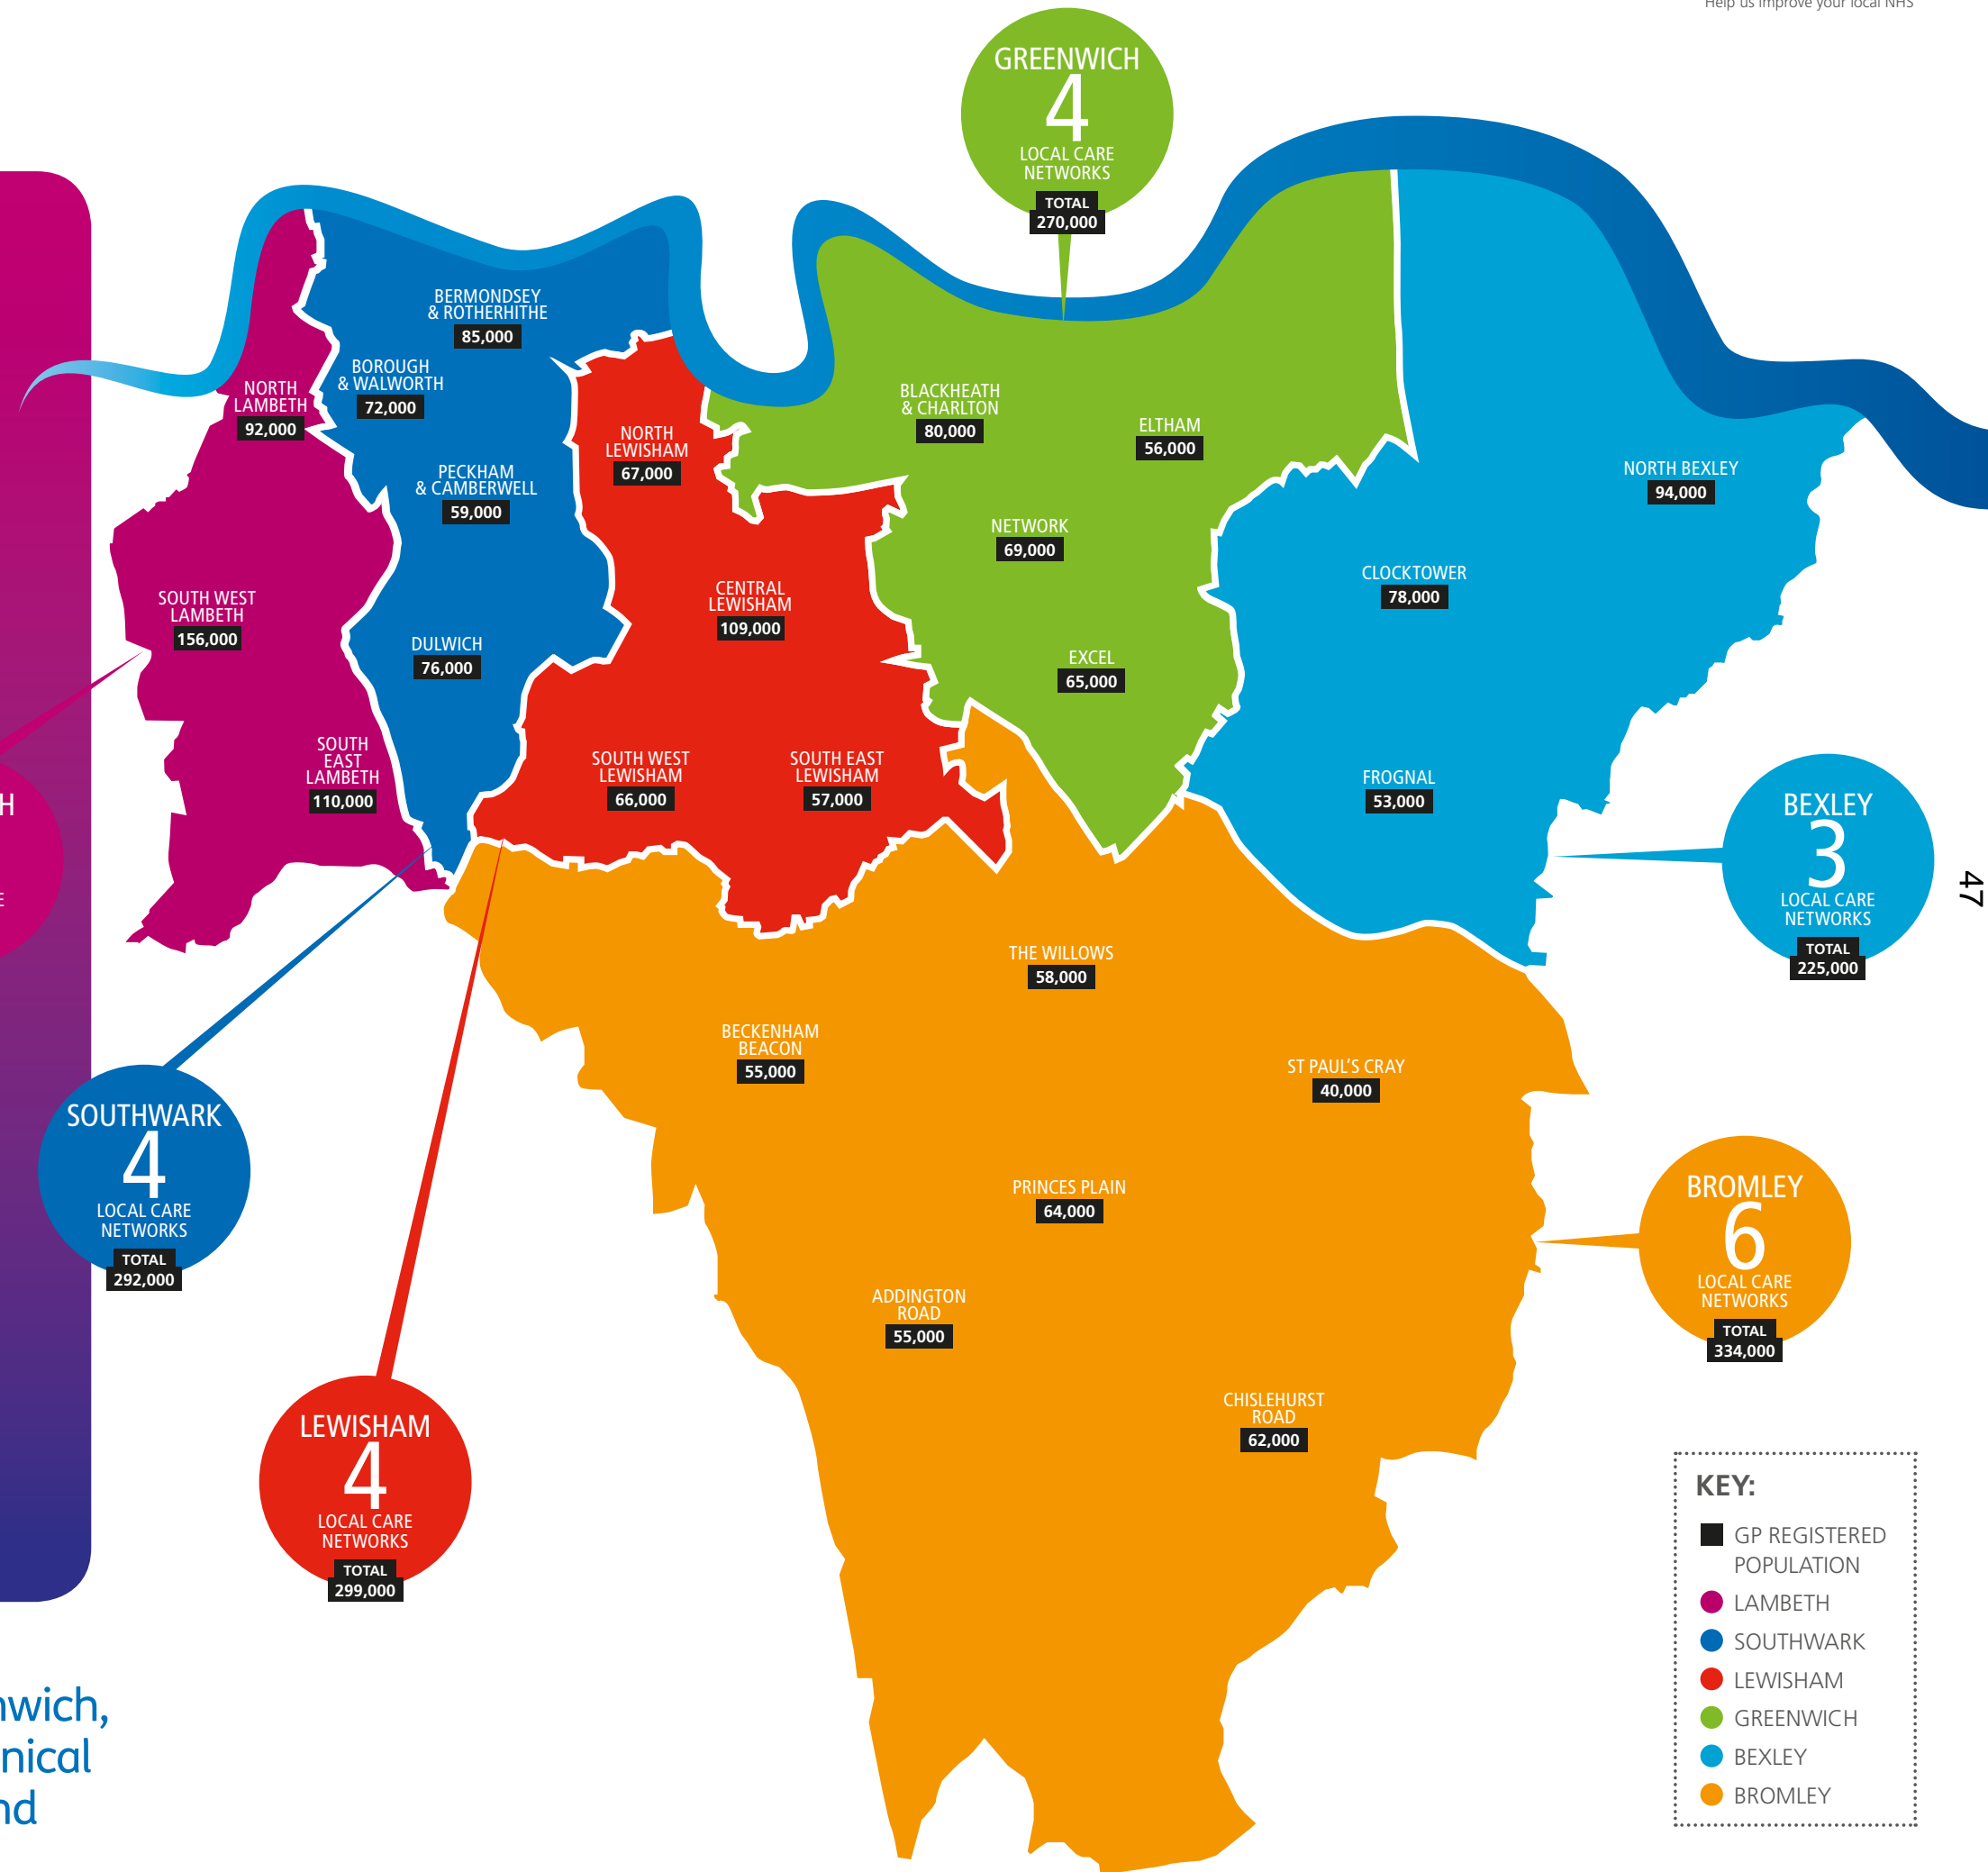 Help us improve your local NHS
GREENWICH
4
LOCAL CARE
NETWORKS
TOTAL
270,000
BERMONDSEY
& ROTHERHITHE
85,000
BOROUGH
& WALWORTH
72,000
NORTH
LAMBETH
92,000
BLACKHEATH
& CHARLTON
80,000
ELTHAM
56,000
NORTH
LEWISHAM
67,000
PECKHAM
& CAMBERWELL
59,000
NORTH BEXLEY
94,000
NETWORK
69,000
CLOCKTOWER
78,000
SOUTH WEST
LAMBETH
156,000
CENTRAL
LEWISHAM
109,000
DULWICH
76,000
EXCEL
65,000
SOUTH
EAST
LAMBETH
110,000
SOUTH WEST
LEWISHAM
66,000
SOUTH EAST
LEWISHAM
57,000
FROGNAL
53,000
H
E
BEXLEY
3
LOCAL CARE
NETWORKS
TOTAL
225,000
47
THE WILLOWS
58,000
BECKENHAM
BEACON
55,000
ST PAUL'S CRAY
40,000
SOUTHWARK
4
LOCAL CARE
NETWORKS
TOTAL
292,000
PRINCES PLAIN
64,000
BROMLEY
6
LOCAL CARE
NETWORKS
TOTAL
334,000
ADDINGTON
ROAD
55,000
CHISLEHURST
ROAD
62,000
LEWISHAM
4
LOCAL CARE
NETWORKS
TOTAL
299,000
KEY:
GP REGISTERED
POPULATION
LAMBETH
SOUTHWARK
LEWISHAM
GREENWICH
BEXLEY
BROMLEY
nwich,
nical
nd